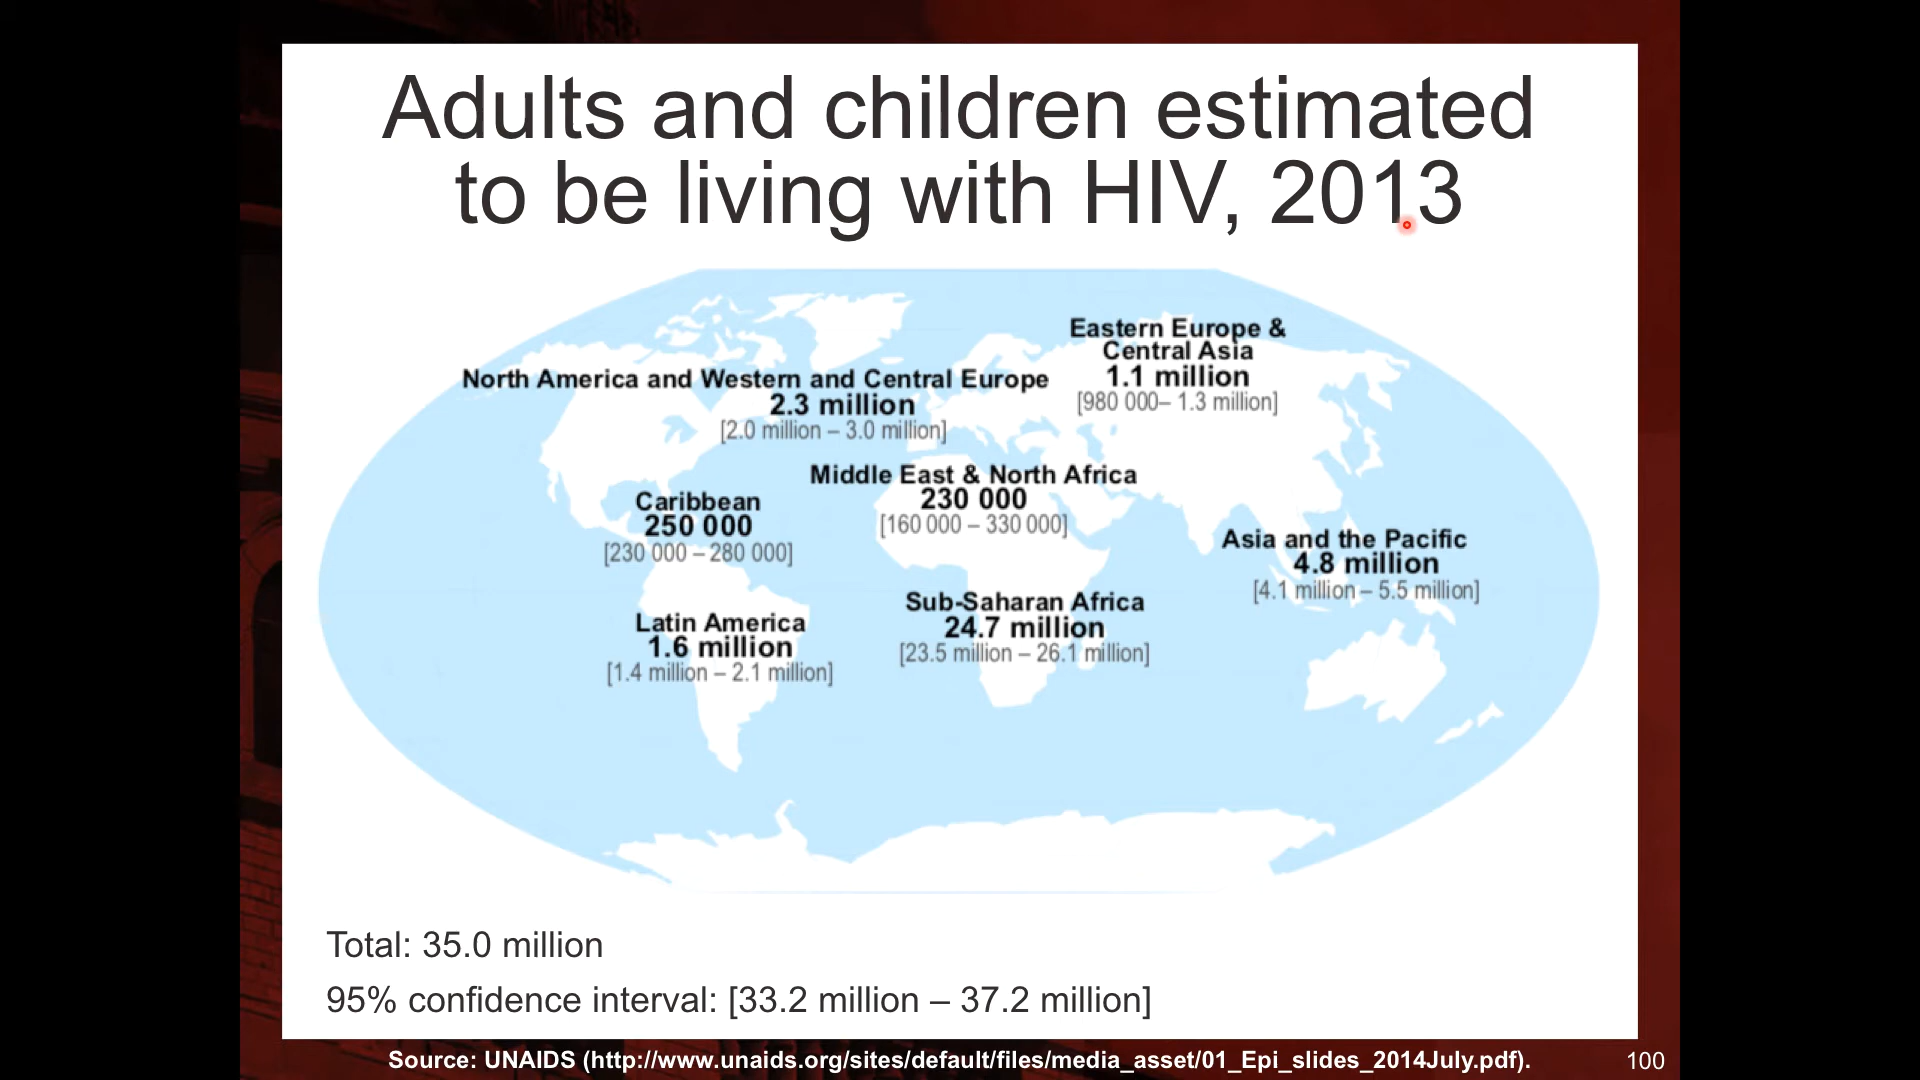 Adults and children estimated
to be living with HIV, 2013
Eastern Europe &
Central Asia
1.1 million
[980 000– 1.3 million]
North America and Western and Central Europe
2.3 million
[2.0 million – 3.0 million]
Middle East & North Africa
230 000
[160 000 – 330 000]
Caribbean
250 000
[230 000 – 280 000]
Asia and the Pacific
4.8 million
[4.1 million – 5.5 million]
Sub-Saharan Africa
24.7 million
[23.5 million – 26.1 million]
Latin America
1.6 million
[1.4 million – 2.1 million]
Total: 35.0 million
95% confidence interval: [33.2 million – 37.2 million]
Source: UNAIDS (http://www.unaids.org/sites/default/files/media_asset/01_Epi_slides_2014July.pdf).
100